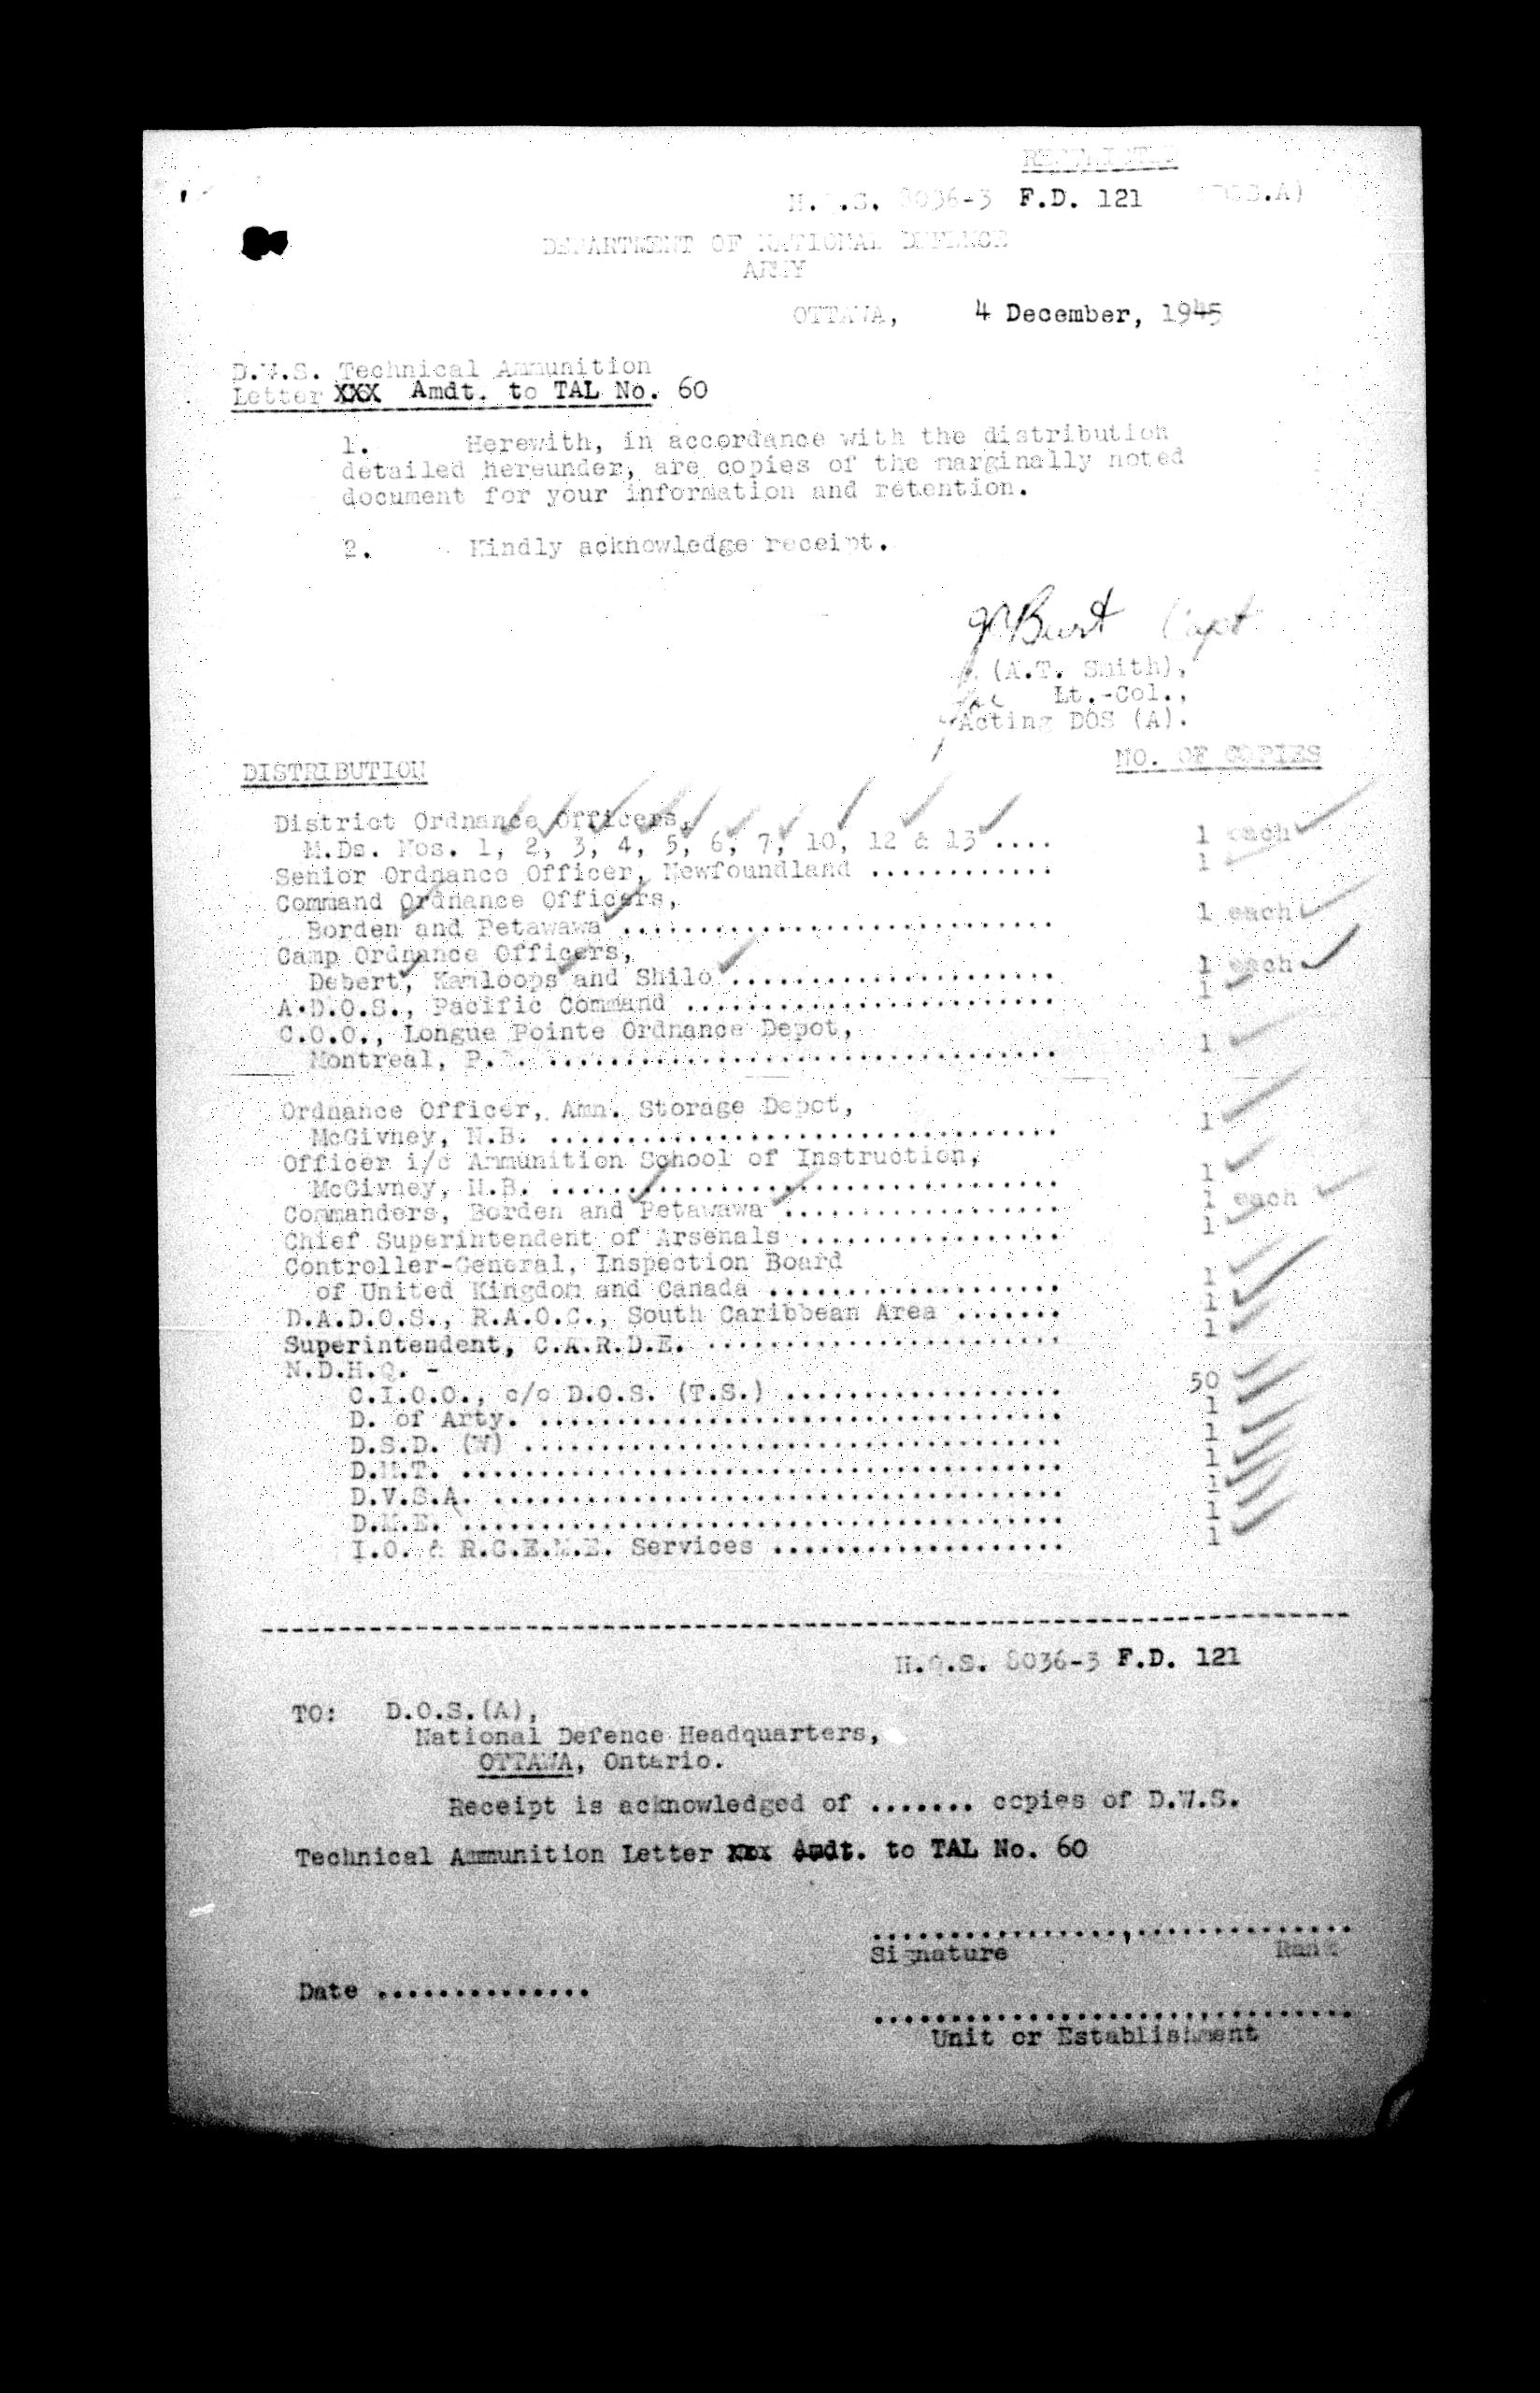 H.Q.S. 8036-3 F.D. 121 (DOS.A)
DEPARTMENT OF NATIONAL DEFENCE
ARMY
OTTAWA, 4 December, 1945
D.W.S. Technical Ammunition
Letter XXX Amdt. to TAL No. 60
1. Herewith, in accordance with the distribution
detailed hereunder, are copies of the marginally noted
document for your information and retention.
2. Kindly acknowledge receipt.
Burt Capt
(A.T. Smith),
Lt.-Col.,
Acting DOS (A).
DISTRIBUTION NO. OF COPIES
District Ordnance Officers,
M.Ds. Nos. 1, 2, 3, 4, 5, 6, 7, 10, 12 & 13 .... 1 each
Senior Ordnance Officer, Newfoundland ............ 1
Command Ordnance Officers,
Borden and Petawawa ............................ 1 each
Camp Ordnance Officers,
Debert, Kamloops and Shilo ..................... 1 each
A.D.O.S., Pacific Command ........................ 1
C.O.O., Longue Pointe Ordnance Depot,
Montreal, P.Q. ................................. 1
Ordnance Officer, Amn. Storage Depot,
McGivney, N.B. ................................. 1
Officer i/c Ammunition School of Instruction,
McGivney, N.B. ................................. 1
Commanders, Borden and Petawawa .................. 1 each
Chief Superintendent of Arsenals ................. 1
Controller-General, Inspection Board
of United Kingdom and Canada ................... 1
D.A.D.O.S., R.A.O.C., South Caribbean Area ....... 1
Superintendent, C.A.R.D.E. ....................... 1
N.D.H.Q. -
C.I.O.O., c/o D.O.S. (T.S.) .................. 50
D. of Arty. .................................. 1
D.S.D. (W) ................................... 1
D.M.T. ....................................... 1
D.V.S.A. ..................................... 1
D.M.E. ....................................... 1
I.O. & R.C.E.M.E. Services ................... 1
H.Q.S. 8036-3 F.D. 121
TO: D.O.S.(A),
National Defence Headquarters,
OTTAWA, Ontario.
Receipt is acknowledged of ....... copies of D.W.S.
Technical Ammunition Letter xxx Amdt. to TAL No. 60
Signature Rank
Date ..............
Unit or Establishment